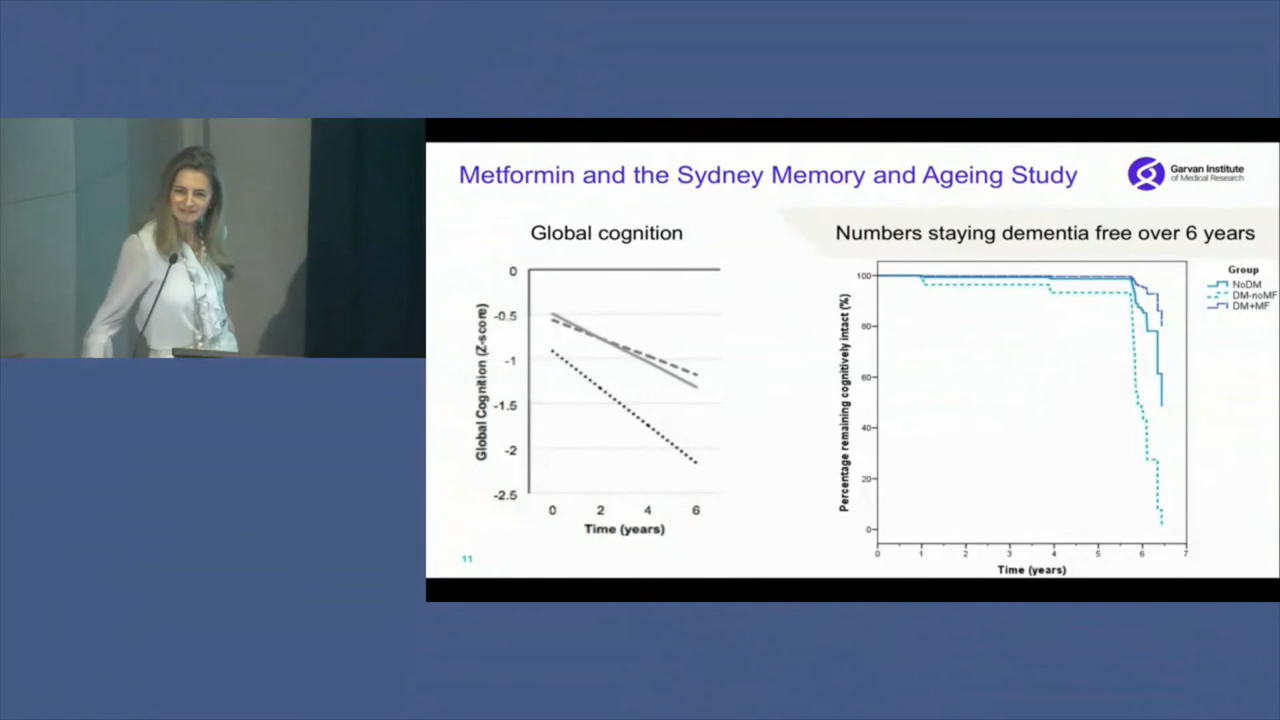 Metformin and the Sydney Memory and Ageing Study
Garvan Institute
of Medical Research
Global cognition
Numbers staying dementia free over 6 years
0
-0.5
-1
-1.5
-2
-2.5
Global Cognition (Z-score)
0 2 4 6
Time (years)
100
80
60
40
20
0
Percentage remaining cognitively intact (%)
0 1 2 3 4 5 6 7
Time (years)
Group
NoDM
DM-noMF
DM+MF
11